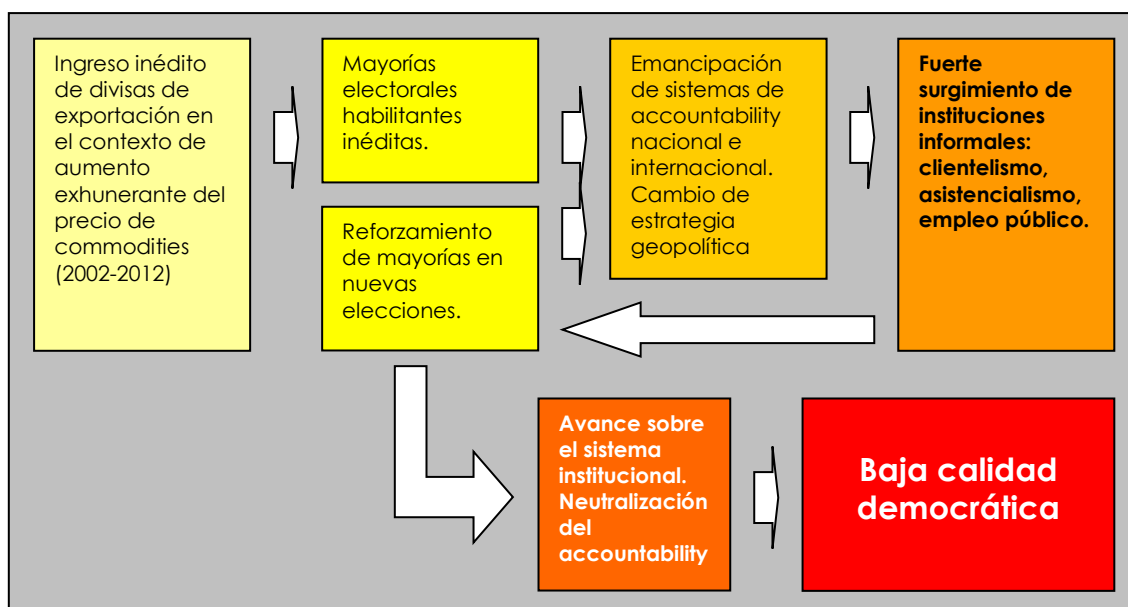 Ingreso inédito
de divisas de
exportación en
el contexto de
aumento
exhunerante del
precio de
commodities
(2002-2012)
Mayorías
electorales
habilitantes
inéditas.
Reforzamiento
de mayorías en
nuevas
elecciones.
Emancipación
de sistemas de
accountability
nacional e
internacional.
Cambio de
estrategia
geopolítica
Fuerte
surgimiento de
instituciones
informales:
clientelismo,
asistencialismo,
empleo público.
Avance sobre
el sistema
institucional.
Neutralización
del
accountability
Baja calidad
democrática